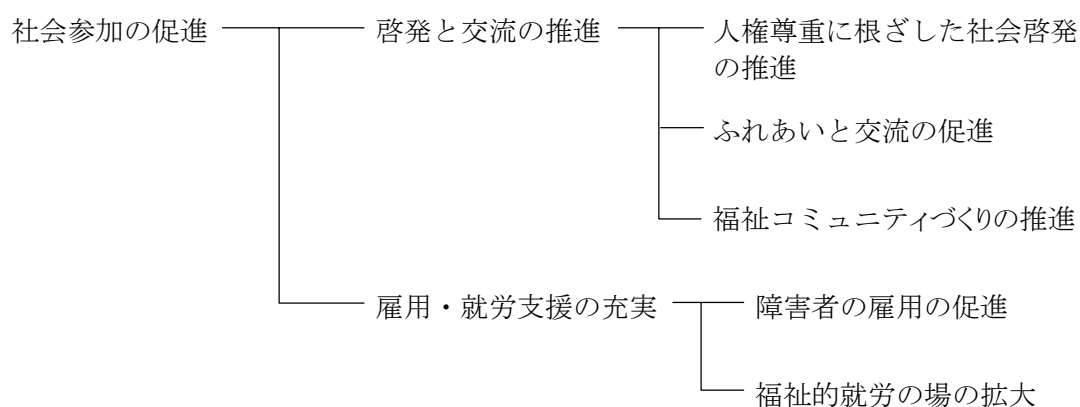 社会参加の促進
啓発と交流の推進
人権尊重に根ざした社会啓発
の推進
ふれあいと交流の促進
福祉コミュニティづくりの推進
雇用・就労支援の充実
障害者の雇用の促進
福祉的就労の場の拡大